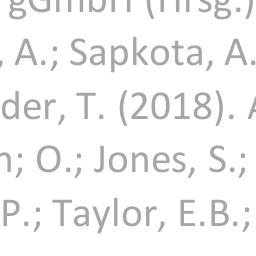 gGmbH (Hrsg.)
, A.; Sapkota, A.
der, T. (2018).
n; O.; Jones, S.;
P.; Taylor, E.B.;